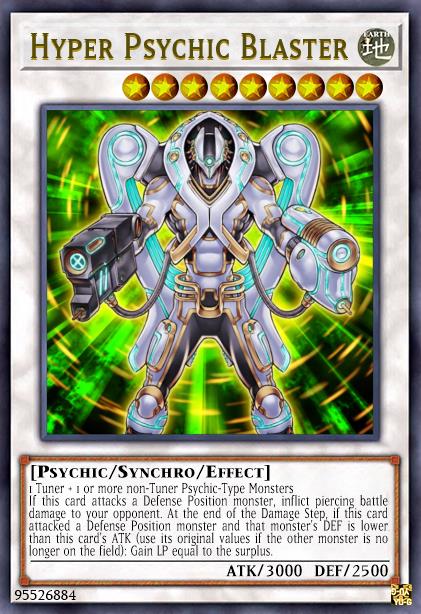 HYPER PSYCHIC BLASTER
EARTH
地
[PSYCHIC/SYNCHRO/EFFECT]
1 Tuner + 1 or more non-Tuner Psychic-Type Monsters
If this card attacks a Defense Position monster, inflict piercing battle
damage to your opponent. At the end of the Damage Step, if this card
attacked a Defense Position monster and that monster's DEF is lower
than this card's ATK (use its original values if the other monster is no
longer on the field): Gain LP equal to the surplus.
ATK/3000 DEF/2500
95526884